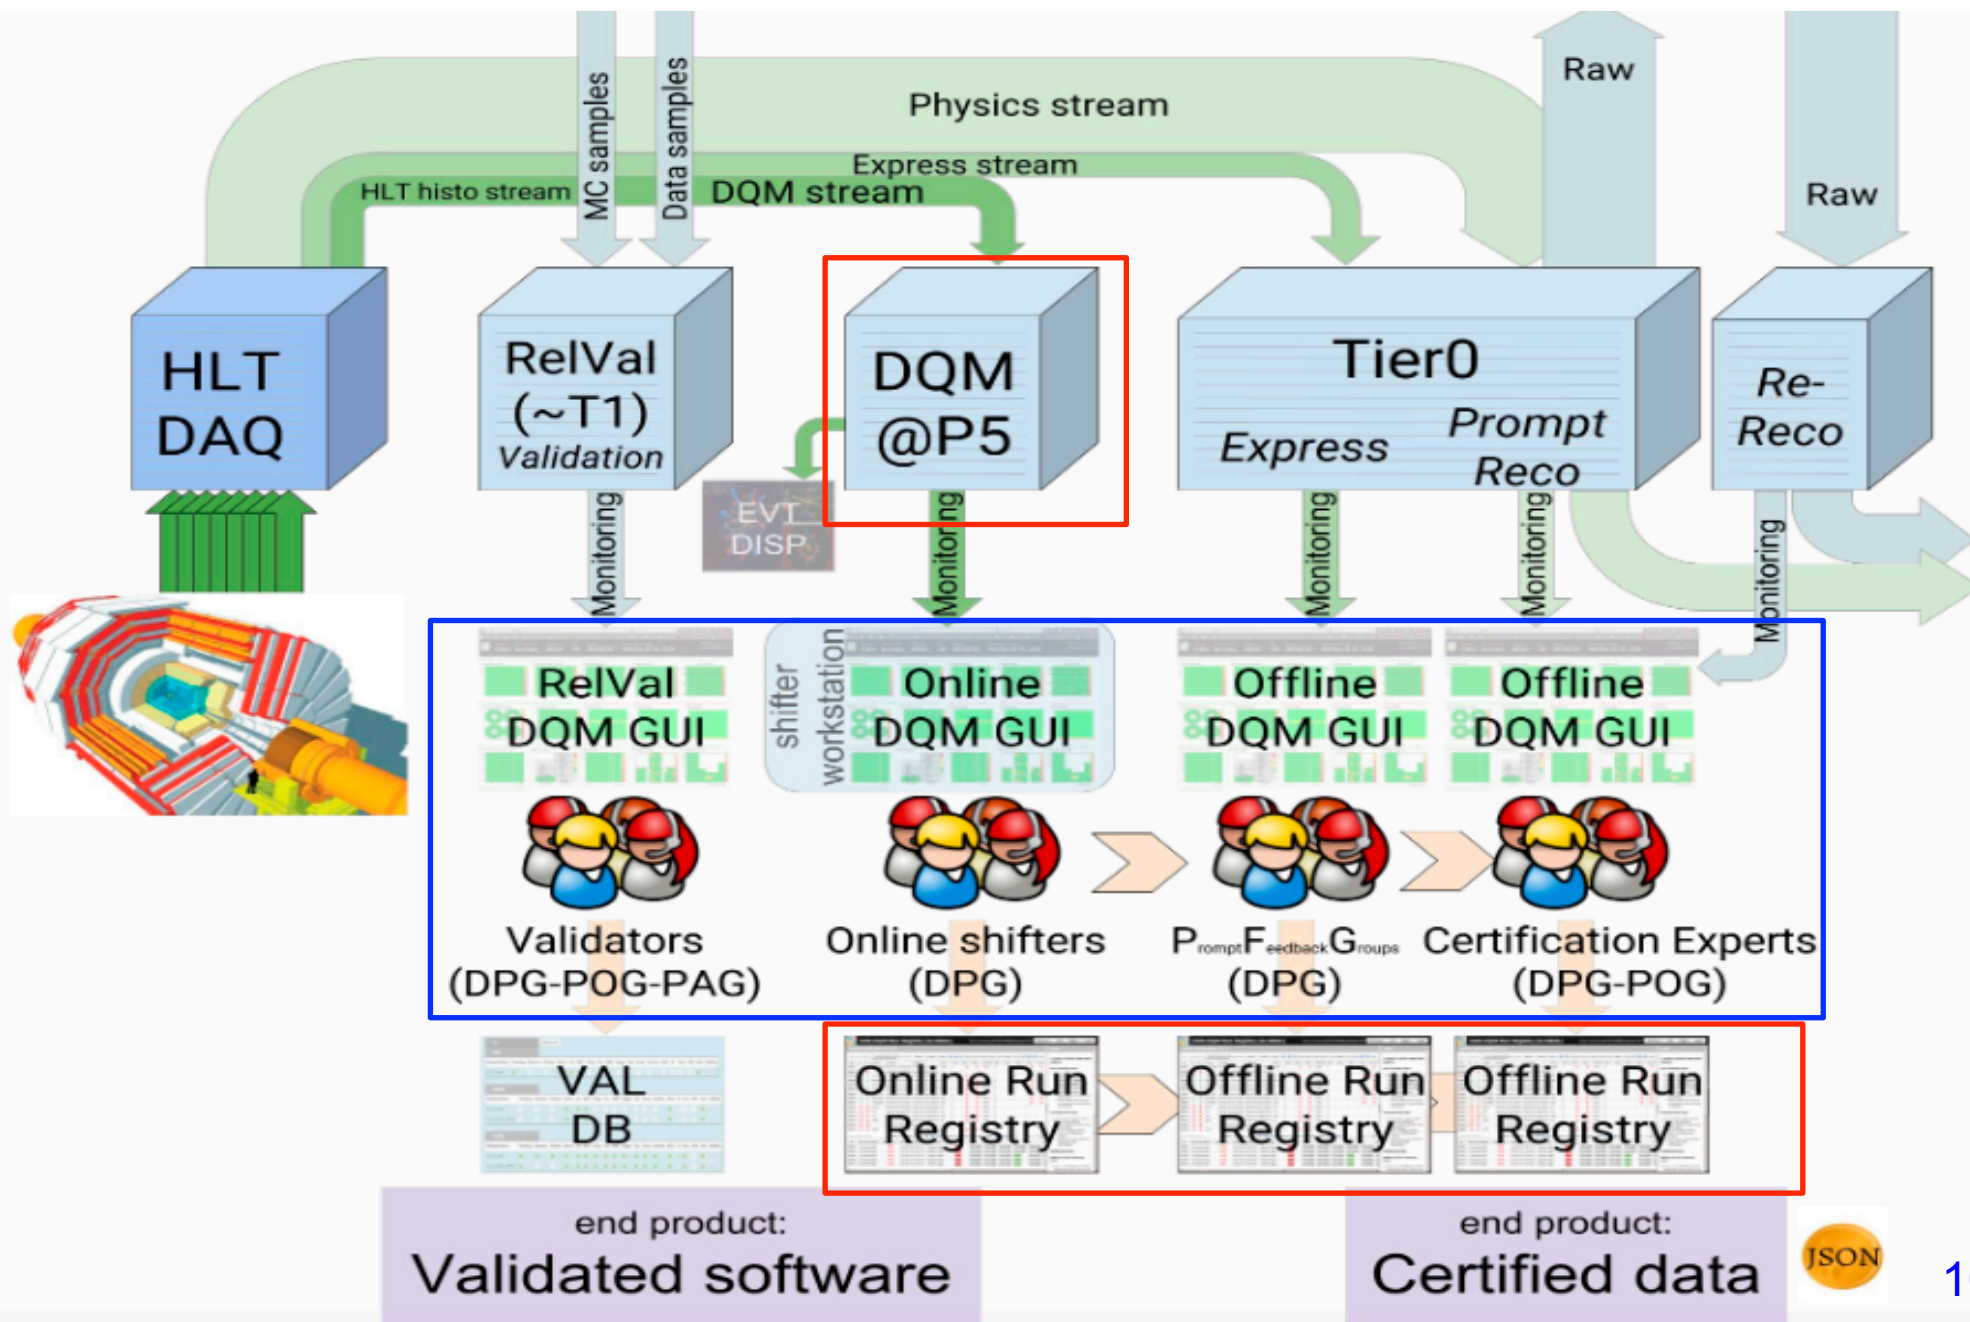 Raw
Physics stream
MC samples
Data samples
Express stream
HLT histo stream
DQM stream
Raw
HLT
DAQ
RelVal
(~T1)
Validation
DQM
@P5
Tier0
Express
Prompt
Reco
Re-
Reco
EVT
DISP
Monitoring
Monitoring
Monitoring
Monitoring
Monitoring
RelVal
DQM GUI
shifter
workstation
Online
DQM GUI
Offline
DQM GUI
Offline
DQM GUI
Validators
(DPG-POG-PAG)
Online shifters
(DPG)
Prompt Feedback Groups
(DPG)
Certification Experts
(DPG-POG)
VAL
DB
Online Run
Registry
Offline Run
Registry
Offline Run
Registry
end product:
Validated software
end product:
Certified data
JSON